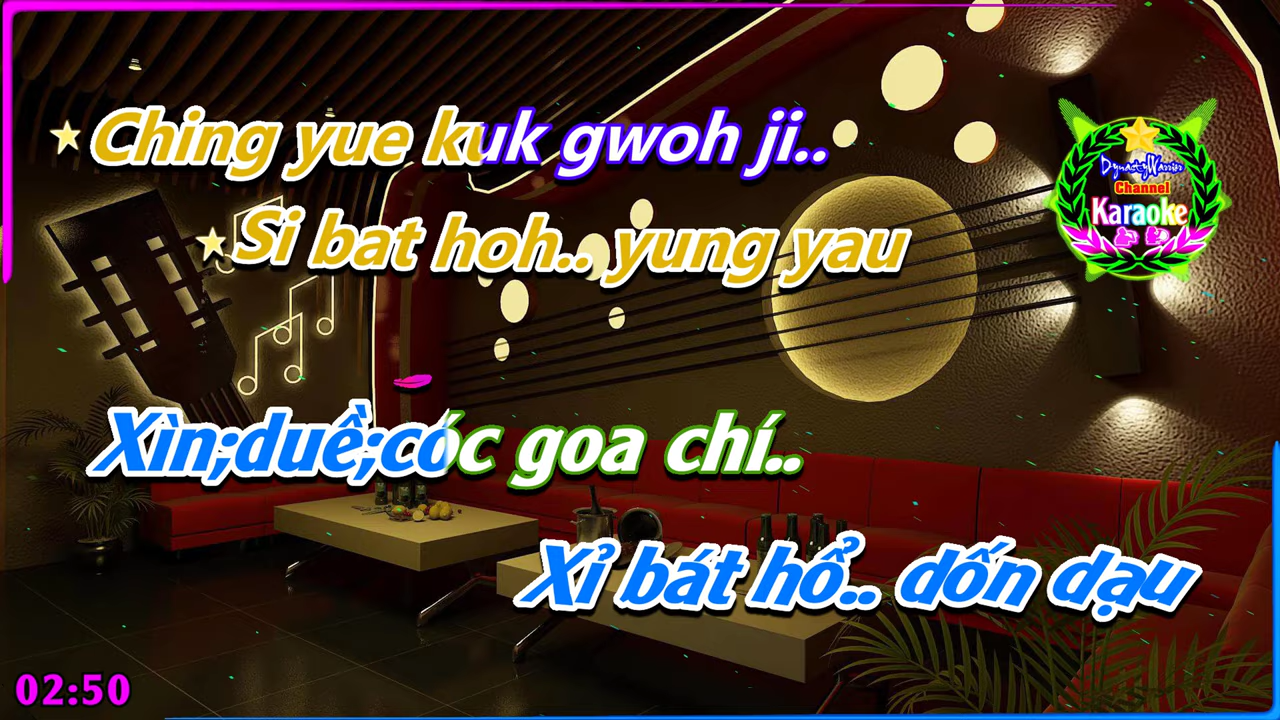 Ching yue kuk gwoh ji..
Si bat hoh.. yung yau
DynastyWarrior
Channel
Karaoke
Xìn;duề;cóc goa chí..
Xỉ bát hổ.. dốn dạu
02:50